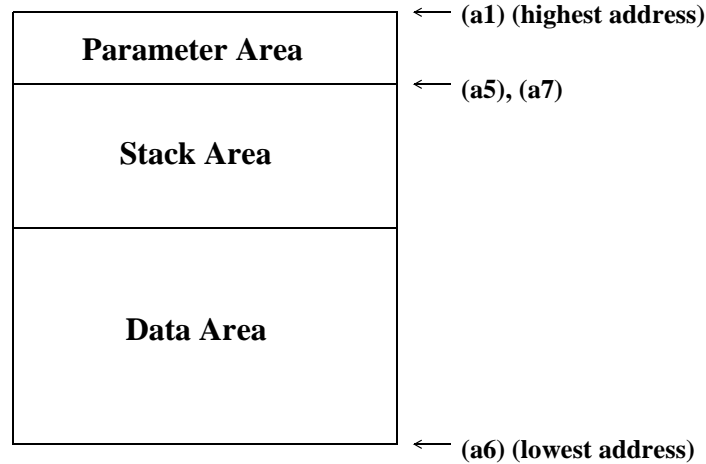 (a1) (highest address)
Parameter Area
(a5), (a7)
Stack Area
Data Area
(a6) (lowest address)